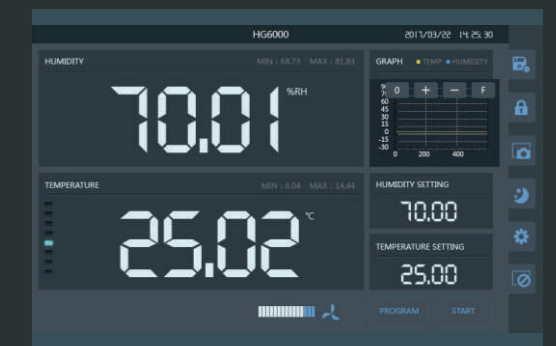 HG6000
2017/03/22 14:25:30
HUMIDITY
MIN : 68.73 MAX : 81.83
70.01 %RH
GRAPH TEMP HUMIDITY
0 + − F
60
45
30
15
0
-15
-30
0 200 400
TEMPERATURE
MIN : 6.04 MAX : 14.44
25.02 °C
HUMIDITY SETTING
70.00
TEMPERATURE SETTING
25.00
PROGRAM START